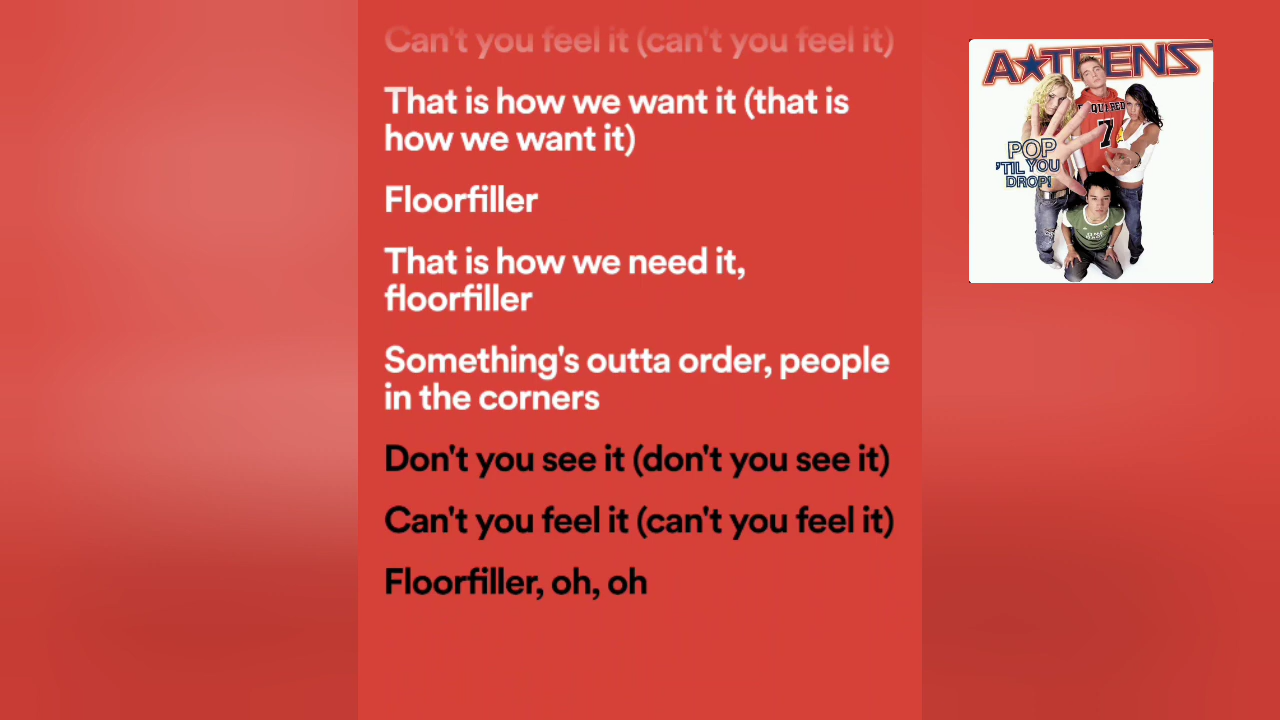 Can't you feel it (can't you feel it)
That is how we want it (that is
how we want it)
Floorfiller
That is how we need it,
floorfiller
Something's outta order, people
in the corners
Don't you see it (don't you see it)
Can't you feel it (can't you feel it)
Floorfiller, oh, oh
A★TEENS
POP
'TIL YOU
DROP!
7